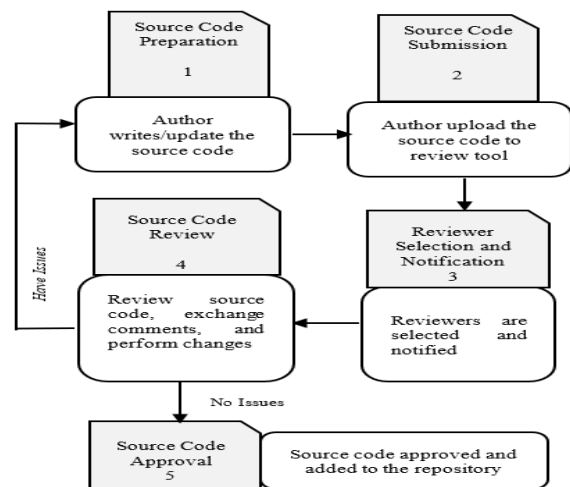 Source Code
Preparation
1
Author
writes/update the
source code
Source Code
Submission
2
Author upload the
source code to
review tool
Reviewer
Selection and
Notification
3
Reviewers are
selected and
notified
Source Code
Review
4
Review source
code, exchange
comments, and
perform changes
Have Issues
No Issues
Source Code
Approval
5
Source code approved and
added to the repository